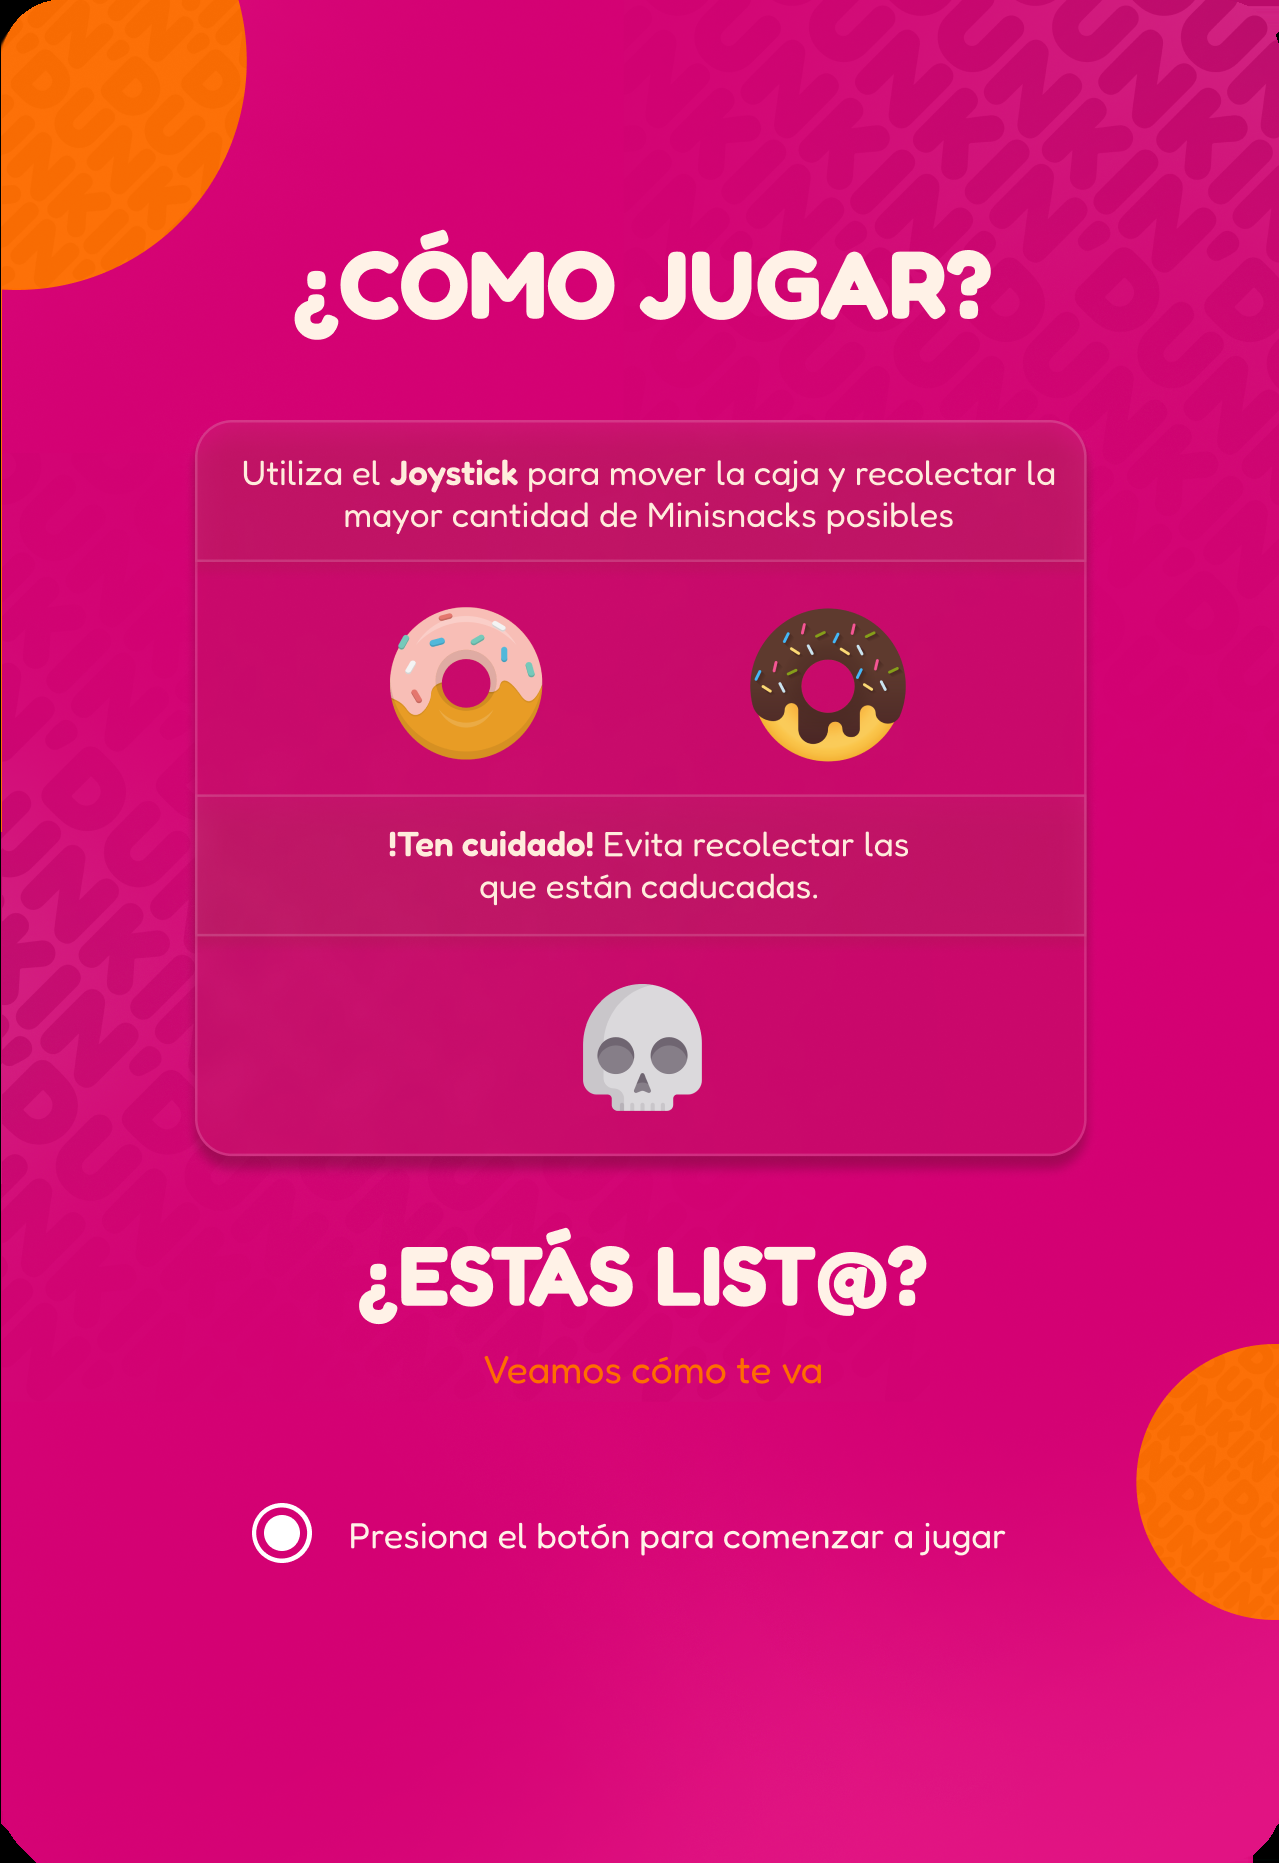 ¿CÓMO JUGAR?
Utiliza el Joystick para mover la caja y recolectar la
mayor cantidad de Minisnacks posibles
!Ten cuidado! Evita recolectar las
que están caducadas.
¿ESTÁS LIST@?
Veamos cómo te va
Presiona el botón para comenzar a jugar